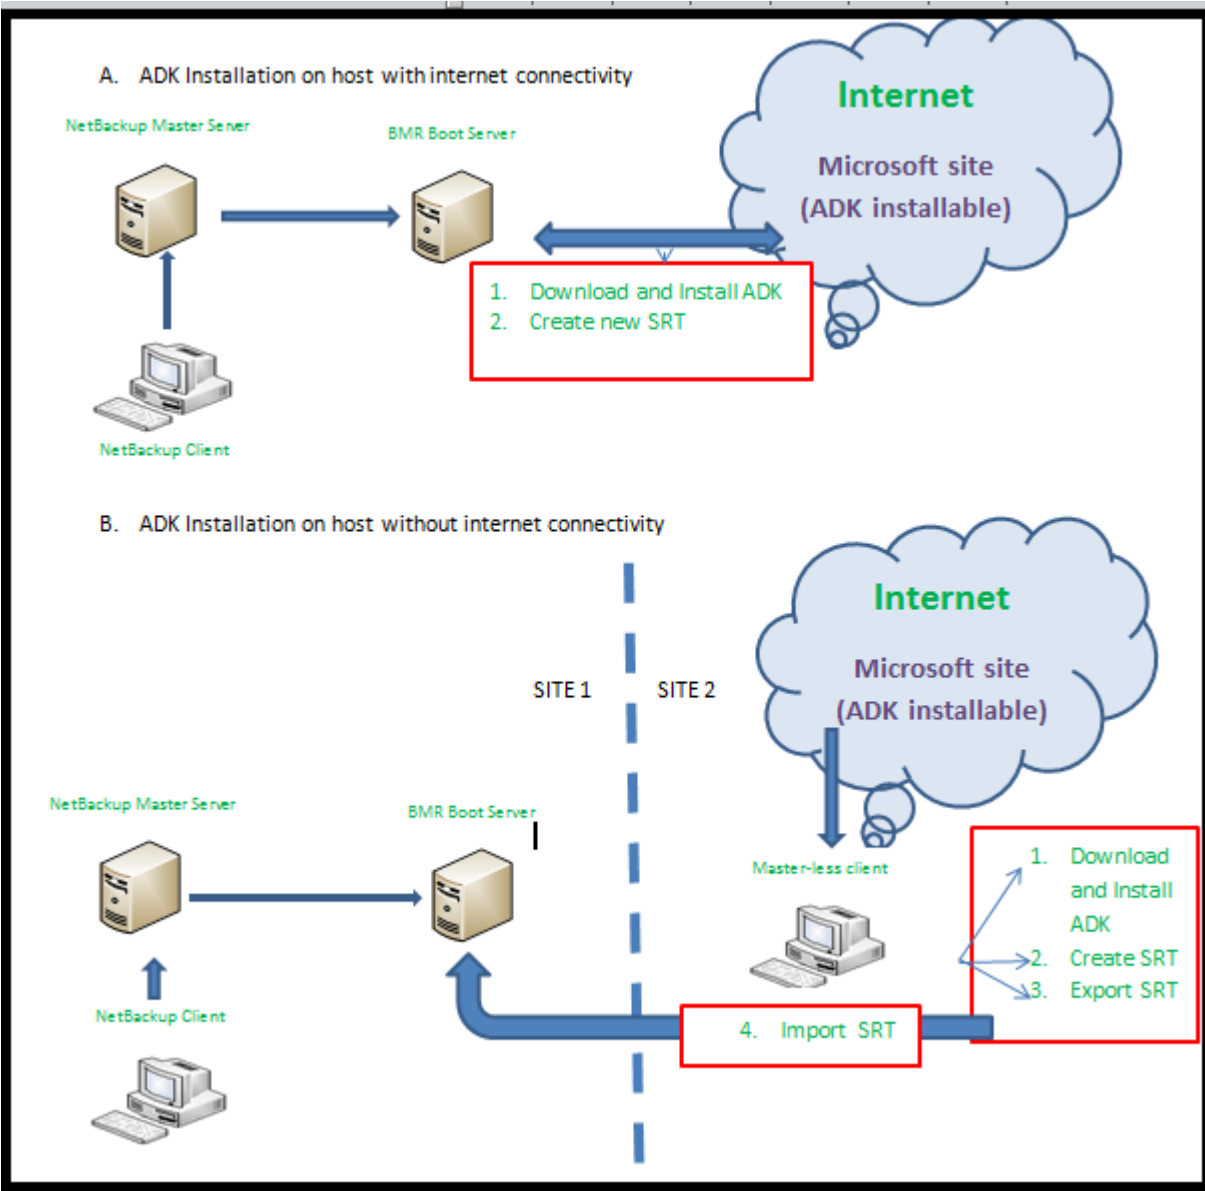 A. ADK Installation on host with internet connectivity
NetBackup Master Server
BMR Boot Server
Internet
Microsoft site
(ADK installable)
1. Download and Install ADK
2. Create new SRT
NetBackup Client
B. ADK Installation on host without internet connectivity
Internet
Microsoft site
(ADK installable)
SITE 1
SITE 2
NetBackup Master Server
BMR Boot Server
Master-less client
1. Download
and Install
ADK
2. Create SRT
3. Export SRT
NetBackup Client
4. Import SRT